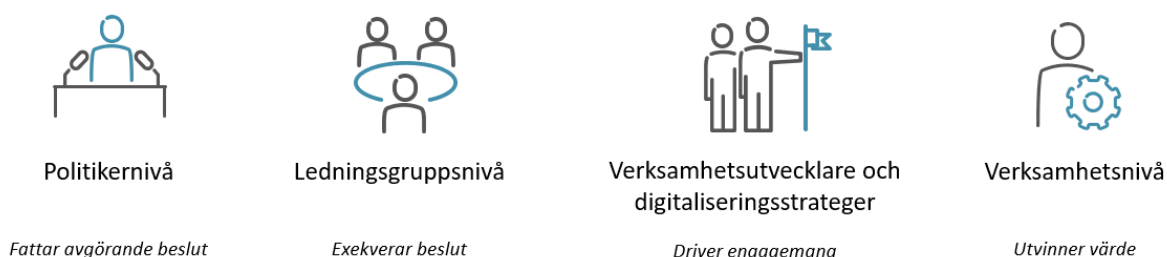 Politikernivå
Ledningsgruppsnivå
Verksamhetsutvecklare och
digitaliseringsstrateger
Verksamhetsnivå
Fattar avgörande beslut
Exekverar beslut
Driver engagemang
Utvinner värde